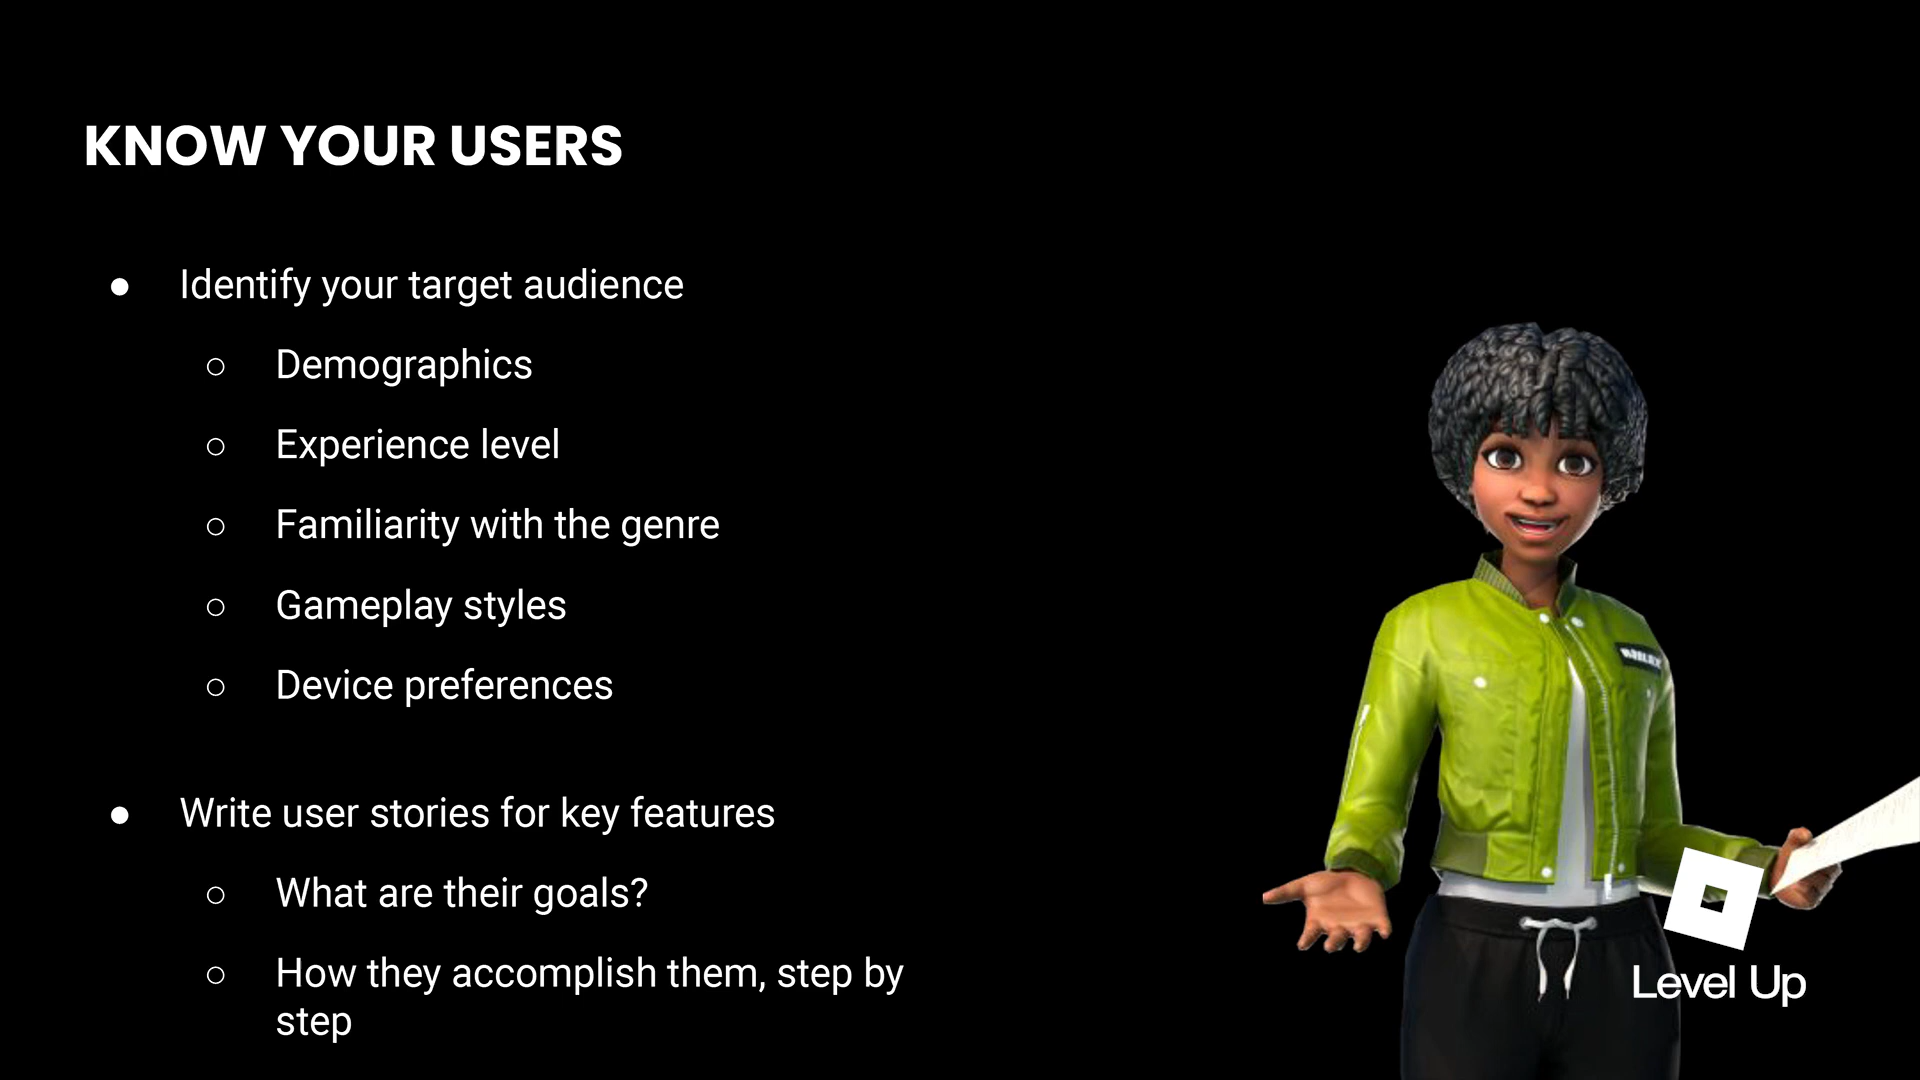 KNOW YOUR USERS
● Identify your target audience
○ Demographics
○ Experience level
○ Familiarity with the genre
○ Gameplay styles
○ Device preferences
● Write user stories for key features
○ What are their goals?
○ How they accomplish them, step by
step
Level Up